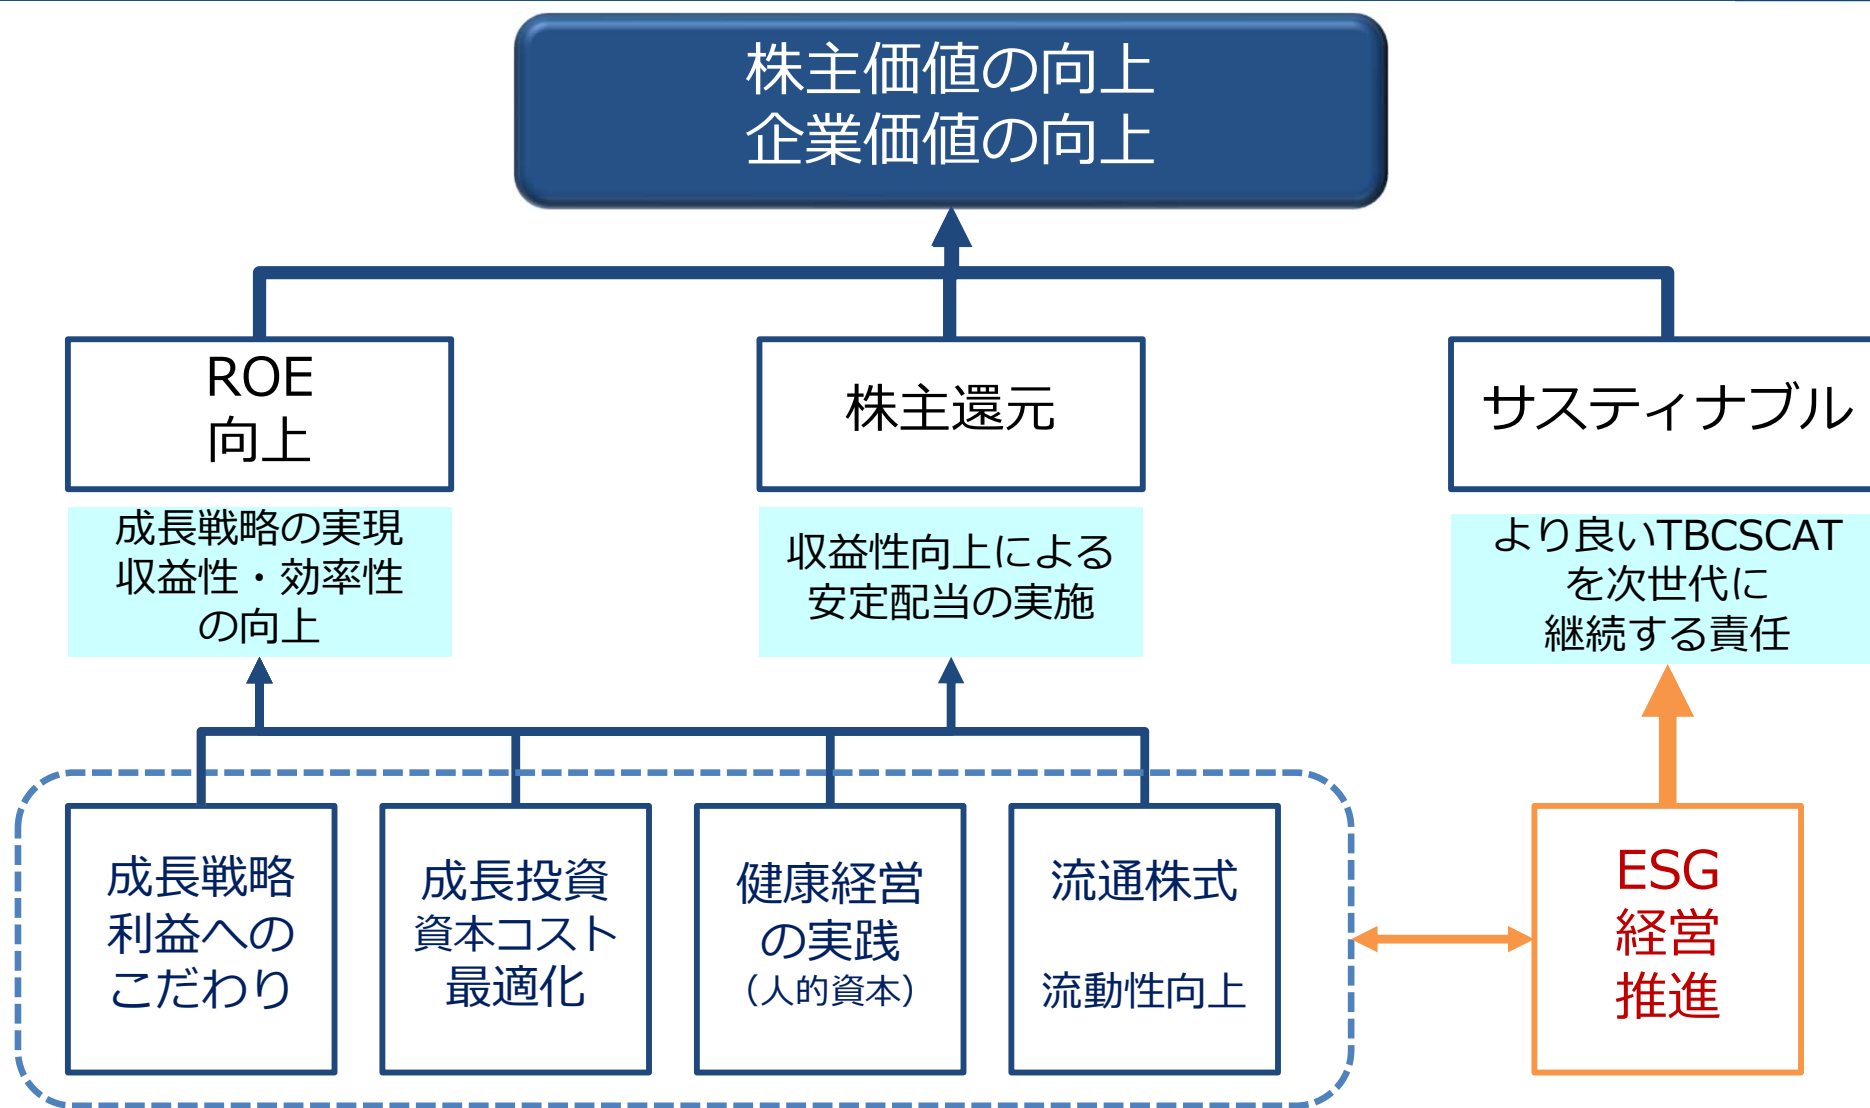 株主価値の向上
企業価値の向上
ROE
向上
株主還元
サスティナブル
成長戦略の実現
収益性・効率性
の向上
収益性向上による
安定配当の実施
より良いTBCSCAT
を次世代に
継続する責任
成長戦略
利益への
こだわり
成長投資
資本コスト
最適化
健康経営
の実践
（人的資本）
流通株式
流動性向上
ESG
経営
推進